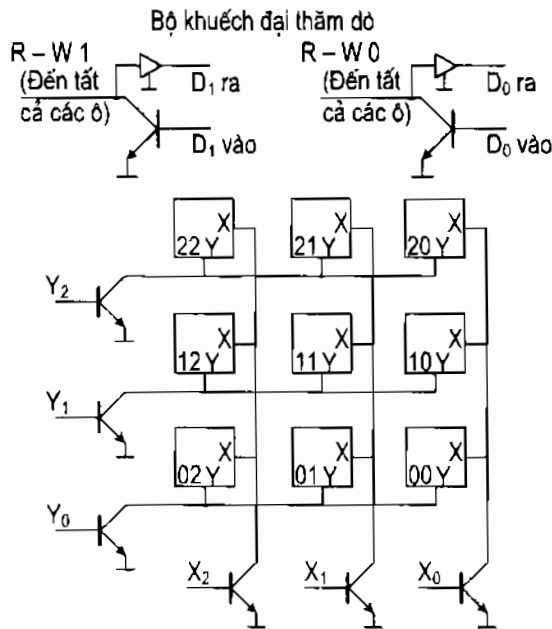 Bộ khuếch đại thăm dò
R – W 1
(Đến tất
cả các ô)
D₁ ra
D₁ vào
R – W 0
(Đến tất
cả các ô)
D₀ ra
D₀ vào
22 Y X
21 Y X
20 Y X
Y₂
12 Y X
11 Y X
10 Y X
Y₁
02 Y X
01 Y X
00 Y X
Y₀
X₂ X₁ X₀